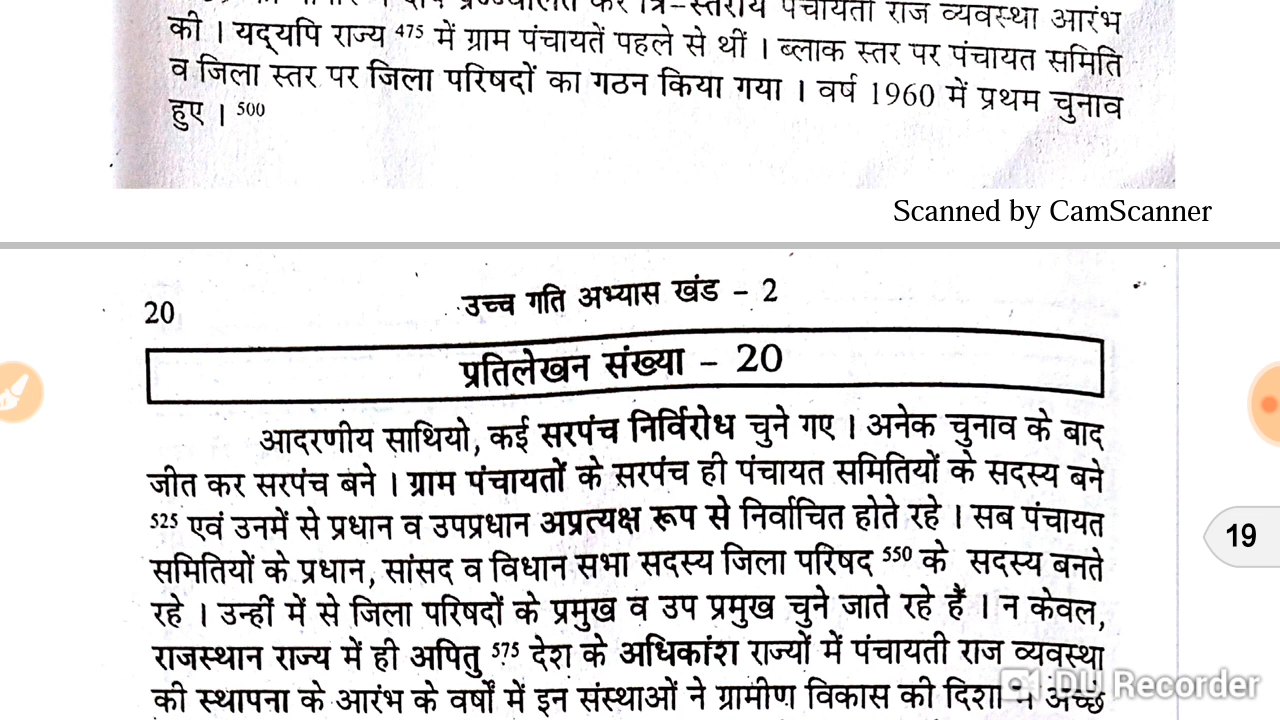 त्रि-स्तरीय पंचायती राज व्यवस्था आरंभ
की । यद्यपि राज्य 475 में ग्राम पंचायतें पहले से थीं । ब्लाक स्तर पर पंचायत समिति
व जिला स्तर पर जिला परिषदों का गठन किया गया । वर्ष 1960 में प्रथम चुनाव
हुए । 500
Scanned by CamScanner
20
उच्च गति अभ्यास खंड - 2
प्रतिलेखन संख्या - 20
आदरणीय साथियो, कई सरपंच निर्विरोध चुने गए । अनेक चुनाव के बाद
जीत कर सरपंच बने । ग्राम पंचायतों के सरपंच ही पंचायत समितियों के सदस्य बने
525 एवं उनमें से प्रधान व उपप्रधान अप्रत्यक्ष रूप से निर्वाचित होते रहे । सब पंचायत
19
समितियों के प्रधान, सांसद व विधान सभा सदस्य जिला परिषद 550 के सदस्य बनते
रहे । उन्हीं में से जिला परिषदों के प्रमुख व उप प्रमुख चुने जाते रहे हैं । न केवल,
राजस्थान राज्य में ही अपितु 575 देश के अधिकांश राज्यों में पंचायती राज व्यवस्था
की स्थापना के आरंभ के वर्षों में इन संस्थाओं ने ग्रामीण विकास की दिशा
DU Recorder